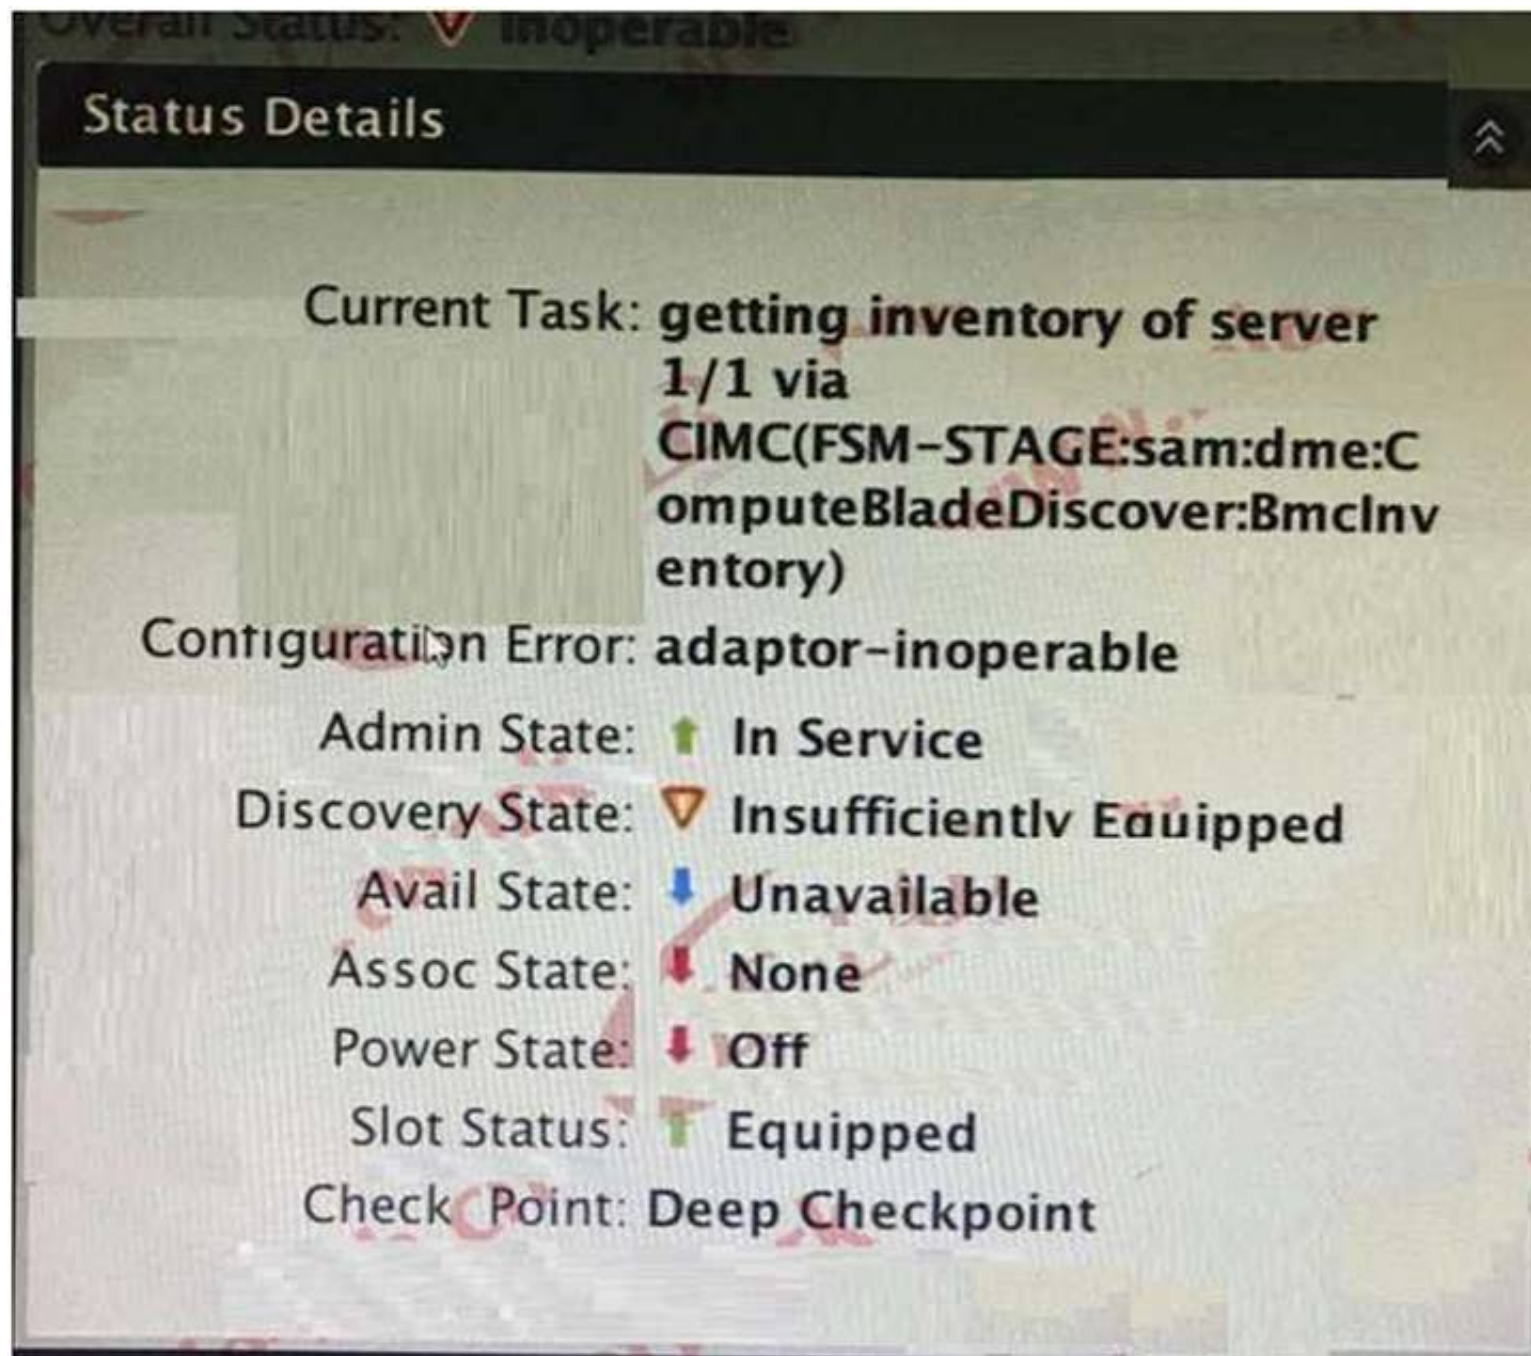 Overall Status: Inoperable
Status Details
Current Task: getting inventory of server
1/1 via
CIMC(FSM-STAGE:sam:dme:C
omputeBladeDiscover:BmcInv
entory)
Configuration Error: adaptor-inoperable
Admin State: In Service
Discovery State: Insufficiently Equipped
Avail State: Unavailable
Assoc State: None
Power State: Off
Slot Status: Equipped
Check Point: Deep Checkpoint